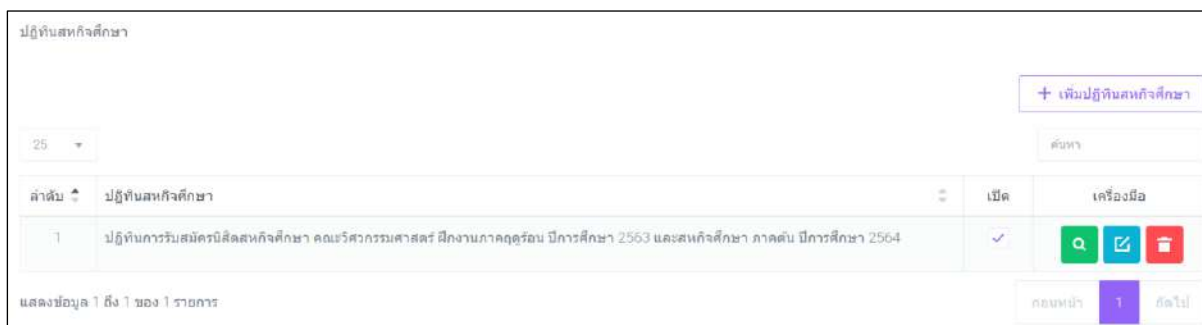 ปฏิทินสหกิจศึกษา
+ เพิ่มปฏิทินสหกิจศึกษา
25
ค้นหา
ลำดับ ปฏิทินสหกิจศึกษา เปิด เครื่องมือ
1 ปฏิทินการรับสมัครนิสิตสหกิจศึกษา คณะวิศวกรรมศาสตร์ ฝึกงานภาคฤดูร้อน ปีการศึกษา 2563 และสหกิจศึกษา ภาคต้น ปีการศึกษา 2564
แสดงข้อมูล 1 ถึง 1 ของ 1 รายการ
ก่อนหน้า 1 ถัดไป